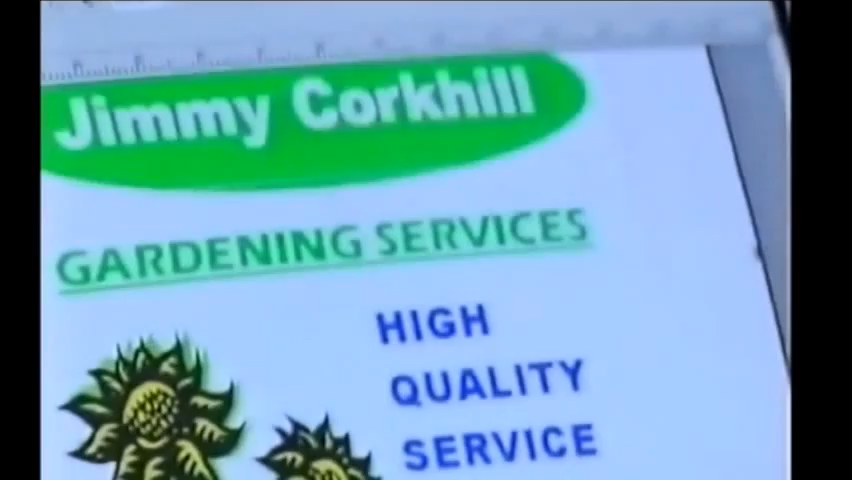 Jimmy Corkhill
GARDENING SERVICES
HIGH
QUALITY
SERVICE